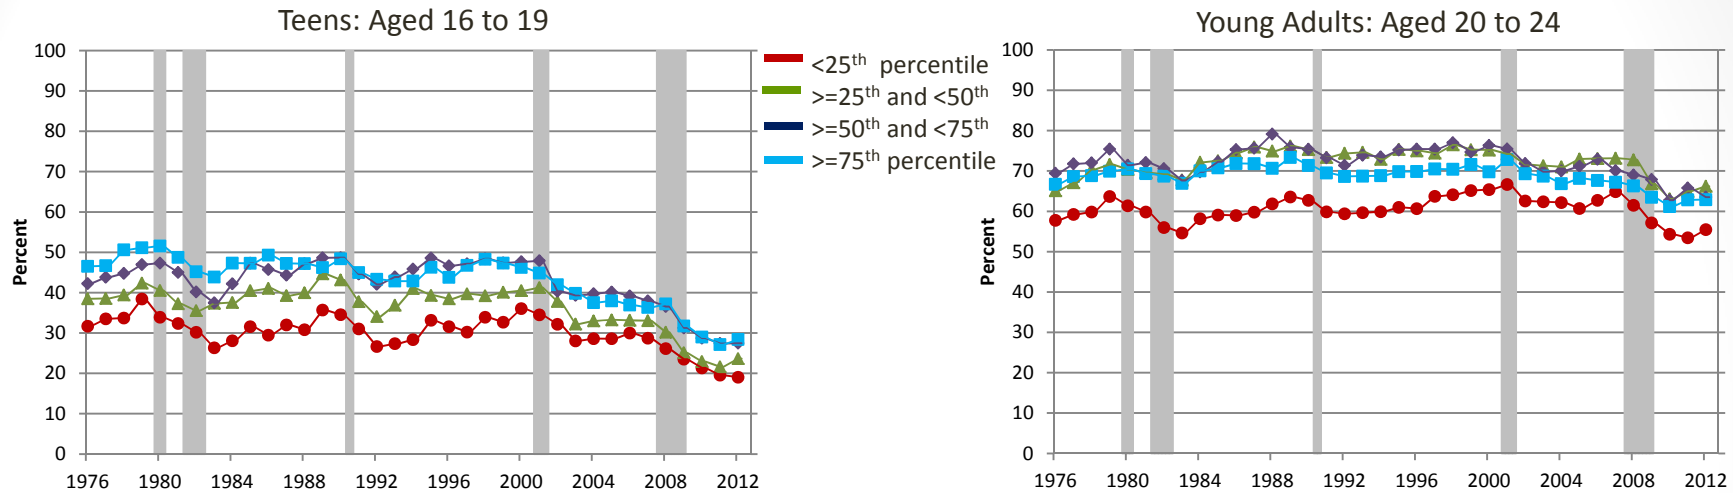 Teens: Aged 16 to 19
Percent
100
90
80
70
60
50
40
30
20
10
0
1976 1980 1984 1988 1992 1996 2000 2004 2008 2012
<25th percentile
>=25th and <50th
>=50th and <75th
>=75th percentile
Young Adults: Aged 20 to 24
Percent
100
90
80
70
60
50
40
30
20
10
0
1976 1980 1984 1988 1992 1996 2000 2004 2008 2012